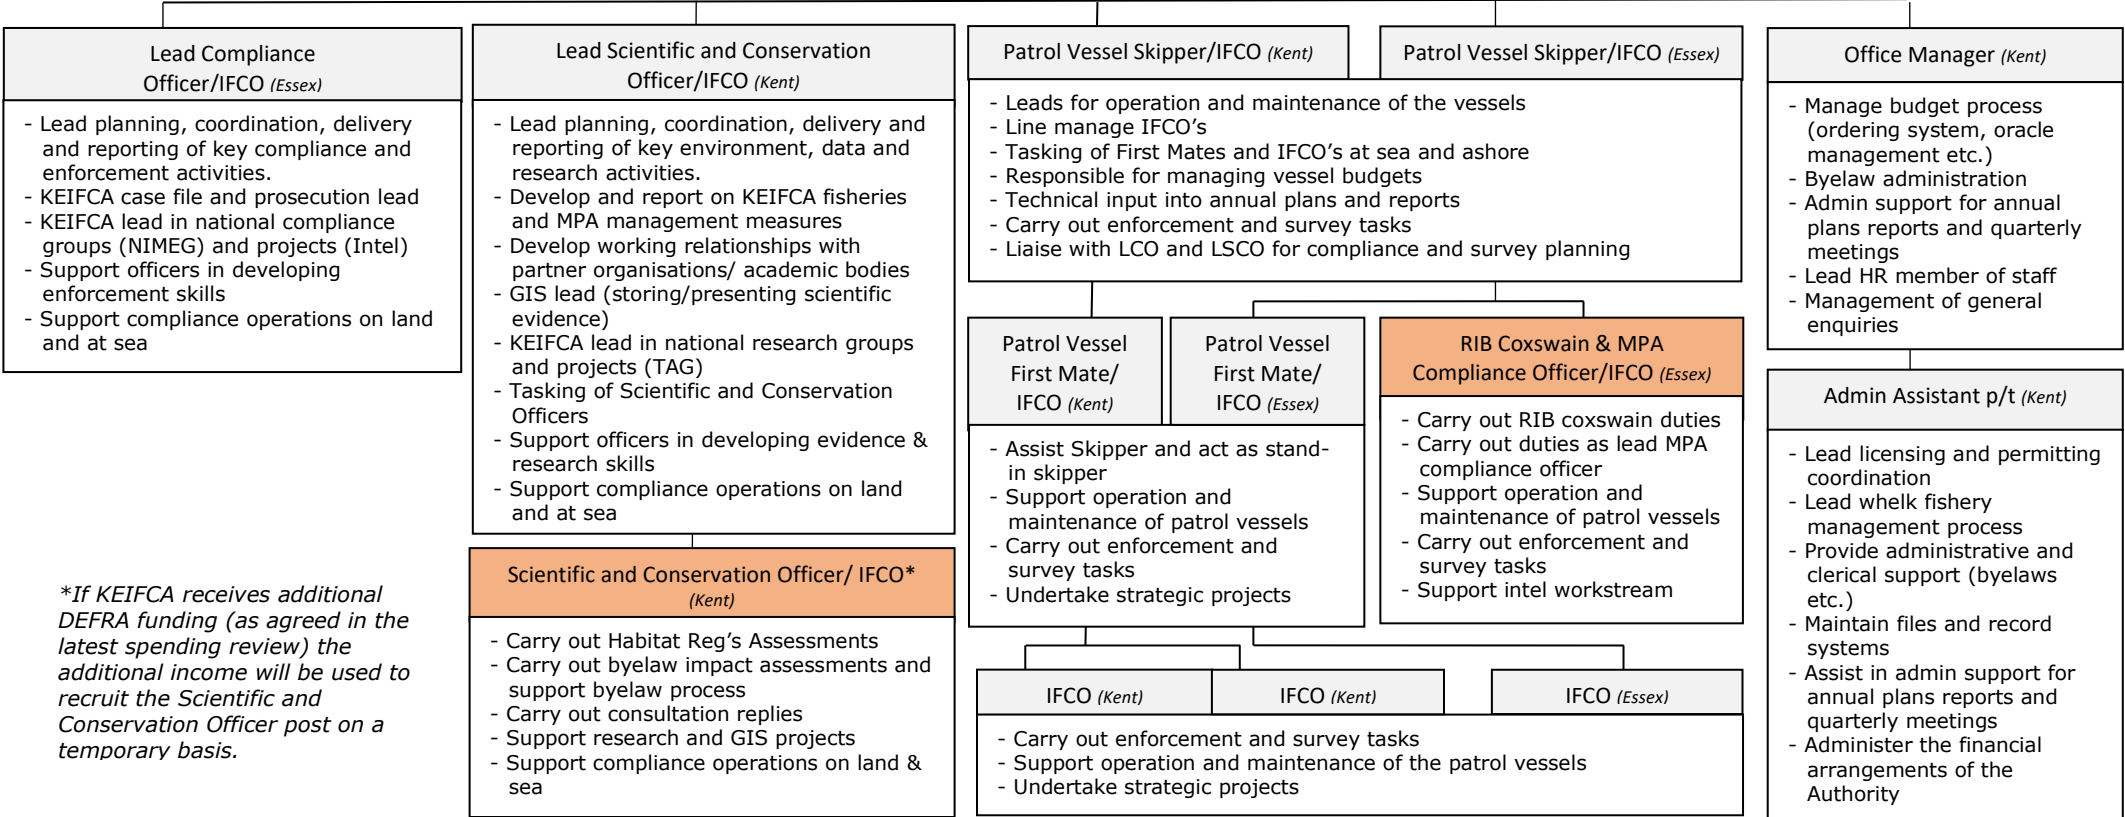 Lead Compliance
Officer/IFCO (Essex)
- Lead planning, coordination, delivery
and reporting of key compliance and
enforcement activities.
- KEIFCA case file and prosecution lead
- KEIFCA lead in national compliance
groups (NIMEG) and projects (Intel)
- Support officers in developing
enforcement skills
- Support compliance operations on land
and at sea
*If KEIFCA receives additional
DEFRA funding (as agreed in the
latest spending review) the
additional income will be used to
recruit the Scientific and
Conservation Officer post on a
temporary basis.
Lead Scientific and Conservation
Officer/IFCO (Kent)
- Lead planning, coordination, delivery and
reporting of key environment, data and
research activities.
- Develop and report on KEIFCA fisheries
and MPA management measures
- Develop working relationships with
partner organisations/ academic bodies
- GIS lead (storing/presenting scientific
evidence)
- KEIFCA lead in national research groups
and projects (TAG)
- Tasking of Scientific and Conservation
Officers
- Support officers in developing evidence &
research skills
- Support compliance operations on land
and at sea
Scientific and Conservation Officer/ IFCO*
(Kent)
- Carry out Habitat Reg's Assessments
- Carry out byelaw impact assessments and
support byelaw process
- Carry out consultation replies
- Support research and GIS projects
- Support compliance operations on land &
sea
Patrol Vessel Skipper/IFCO (Kent)
Patrol Vessel Skipper/IFCO (Essex)
- Leads for operation and maintenance of the vessels
- Line manage IFCO's
- Tasking of First Mates and IFCO's at sea and ashore
- Responsible for managing vessel budgets
- Technical input into annual plans and reports
- Carry out enforcement and survey tasks
- Liaise with LCO and LSCO for compliance and survey planning
Patrol Vessel
First Mate/
IFCO (Kent)
Patrol Vessel
First Mate/
IFCO (Essex)
- Assist Skipper and act as stand-
in skipper
- Support operation and
maintenance of patrol vessels
- Carry out enforcement and
survey tasks
- Undertake strategic projects
RIB Coxswain & MPA
Compliance Officer/IFCO (Essex)
- Carry out RIB coxswain duties
- Carry out duties as lead MPA
compliance officer
- Support operation and
maintenance of patrol vessels
- Carry out enforcement and
survey tasks
- Support intel workstream
IFCO (Kent)
IFCO (Kent)
IFCO (Essex)
- Carry out enforcement and survey tasks
- Support operation and maintenance of the patrol vessels
- Undertake strategic projects
Office Manager (Kent)
- Manage budget process
(ordering system, oracle
management etc.)
- Byelaw administration
- Admin support for annual
plans reports and quarterly
meetings
- Lead HR member of staff
- Management of general
enquiries
Admin Assistant p/t (Kent)
- Lead licensing and permitting
coordination
- Lead whelk fishery
management process
- Provide administrative and
clerical support (byelaws
etc.)
- Maintain files and record
systems
- Assist in admin support for
annual plans reports and
quarterly meetings
- Administer the financial
arrangements of the
Authority